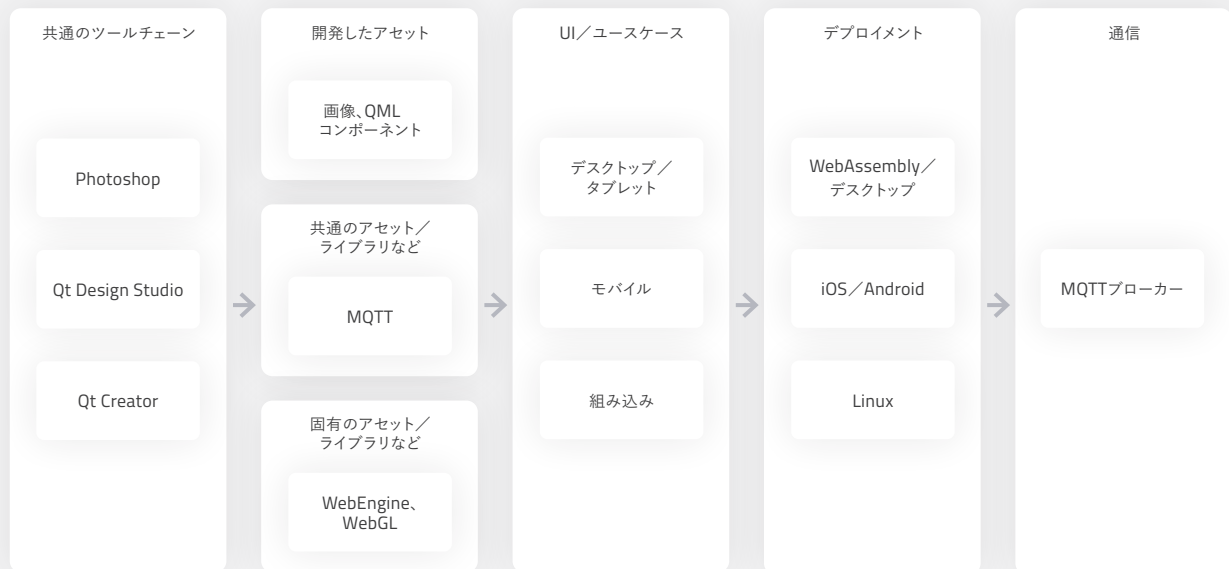 共通のツールチェーン
Photoshop
Qt Design Studio
Qt Creator
開発したアセット
画像、QML
コンポーネント
共通のアセット／
ライブラリなど
MQTT
固有のアセット／
ライブラリなど
WebEngine、
WebGL
UI／ユースケース
デスクトップ／
タブレット
モバイル
組み込み
デプロイメント
WebAssembly／
デスクトップ
iOS／Android
Linux
通信
MQTTブローカー